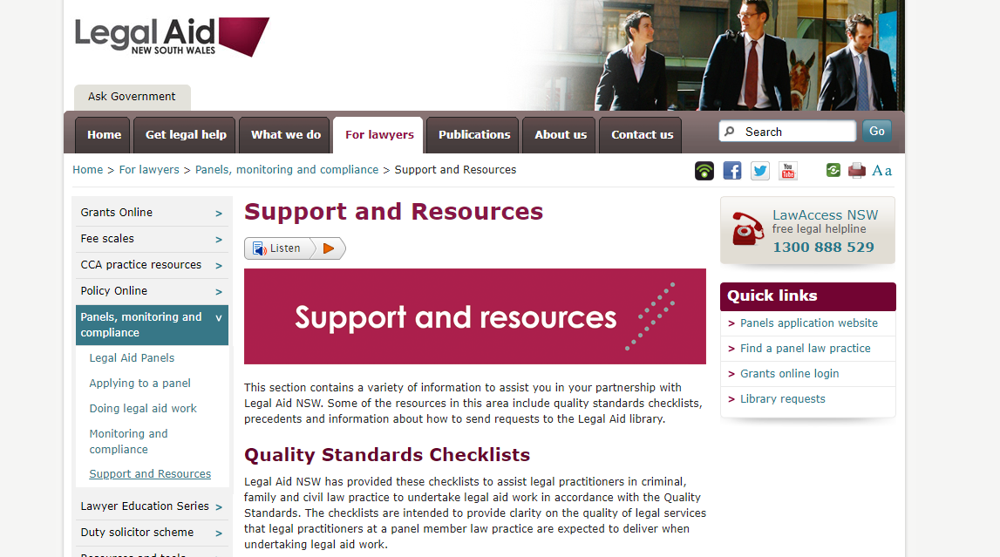 Legal Aid
NEW SOUTH WALES
Ask Government
Home
Get legal help
What we do
For lawyers
Publications
About us
Contact us
Search
Go
Home > For lawyers > Panels, monitoring and compliance > Support and Resources
You
Tube
A a
Grants Online >
Fee scales >
CCA practice resources >
Policy Online >
Panels, monitoring and
compliance
Legal Aid Panels
Applying to a panel
Doing legal aid work
Monitoring and
compliance
Support and Resources
Lawyer Education Series >
Duty solicitor scheme >
Resources and tools
Support and Resources
Listen
Support and resources
This section contains a variety of information to assist you in your partnership with
Legal Aid NSW. Some of the resources in this area include quality standards checklists,
precedents and information about how to send requests to the Legal Aid library.
Quality Standards Checklists
Legal Aid NSW has provided these checklists to assist legal practitioners in criminal,
family and civil law practice to undertake legal aid work in accordance with the Quality
Standards. The checklists are intended to provide clarity on the quality of legal services
that legal practitioners at a panel member law practice are expected to deliver when
undertaking legal aid work.
LawAccess NSW
free legal helpline
1300 888 529
Quick links
> Panels application website
> Find a panel law practice
> Grants online login
> Library requests